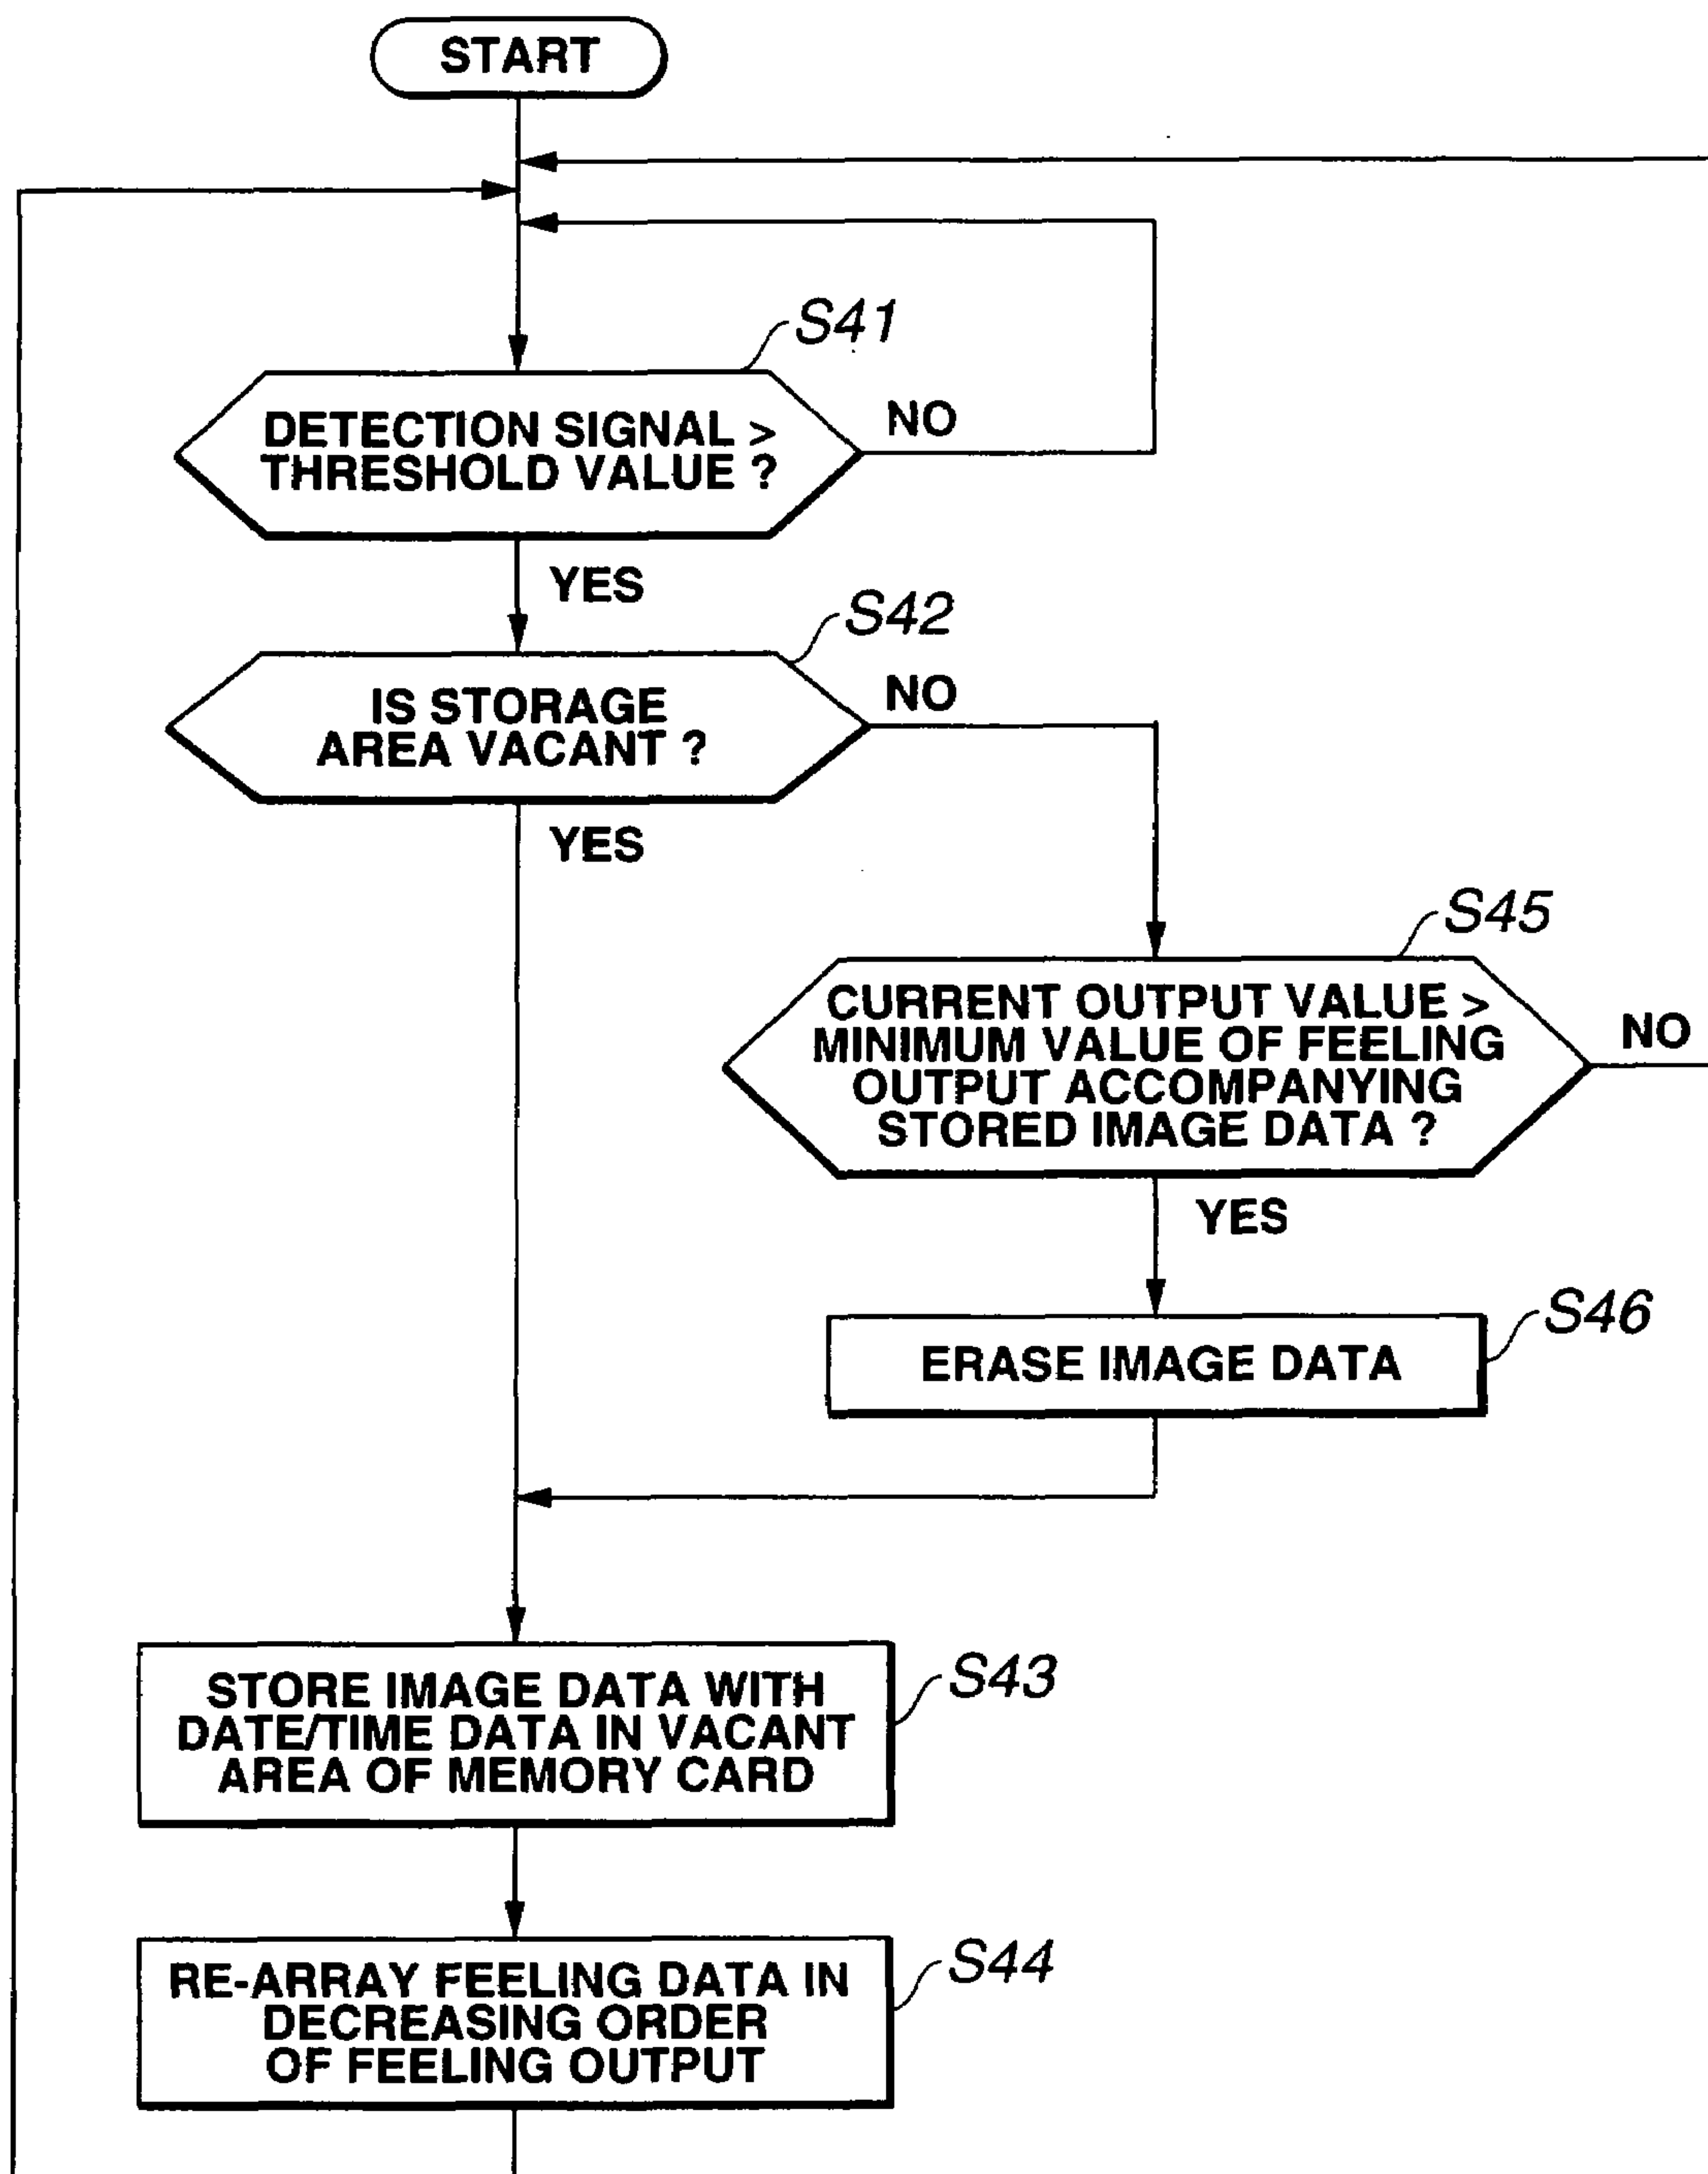 START
S41
DETECTION SIGNAL >
THRESHOLD VALUE ?
NO
YES
S42
IS STORAGE
AREA VACANT ?
NO
YES
S45
CURRENT OUTPUT VALUE >
MINIMUM VALUE OF FEELING
OUTPUT ACCOMPANYING
STORED IMAGE DATA ?
NO
YES
S46
ERASE IMAGE DATA
S43
STORE IMAGE DATA WITH
DATE/TIME DATA IN VACANT
AREA OF MEMORY CARD
S44
RE-ARRAY FEELING DATA IN
DECREASING ORDER
OF FEELING OUTPUT